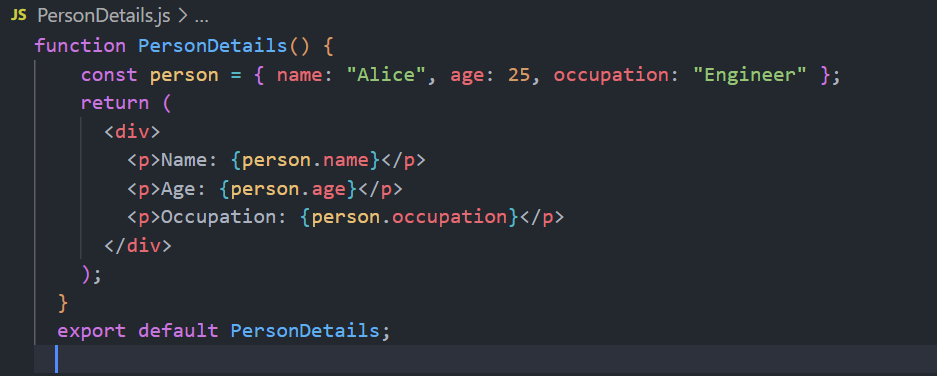 JS PersonDetails.js > ...
function PersonDetails() {
    const person = { name: "Alice", age: 25, occupation: "Engineer" };
    return (
      <div>
        <p>Name: {person.name}</p>
        <p>Age: {person.age}</p>
        <p>Occupation: {person.occupation}</p>
      </div>
    );
  }
  export default PersonDetails;